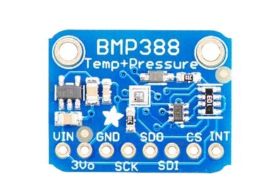 BMP388
Temp+Pressure
VIN GND SDO CS INT
3Vo SCK SDI